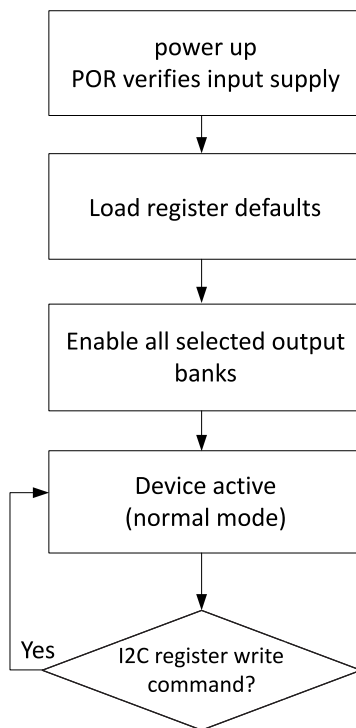 power up
POR verifies input supply
Load register defaults
Enable all selected output
banks
Device active
(normal mode)
Yes
I2C register write
command?